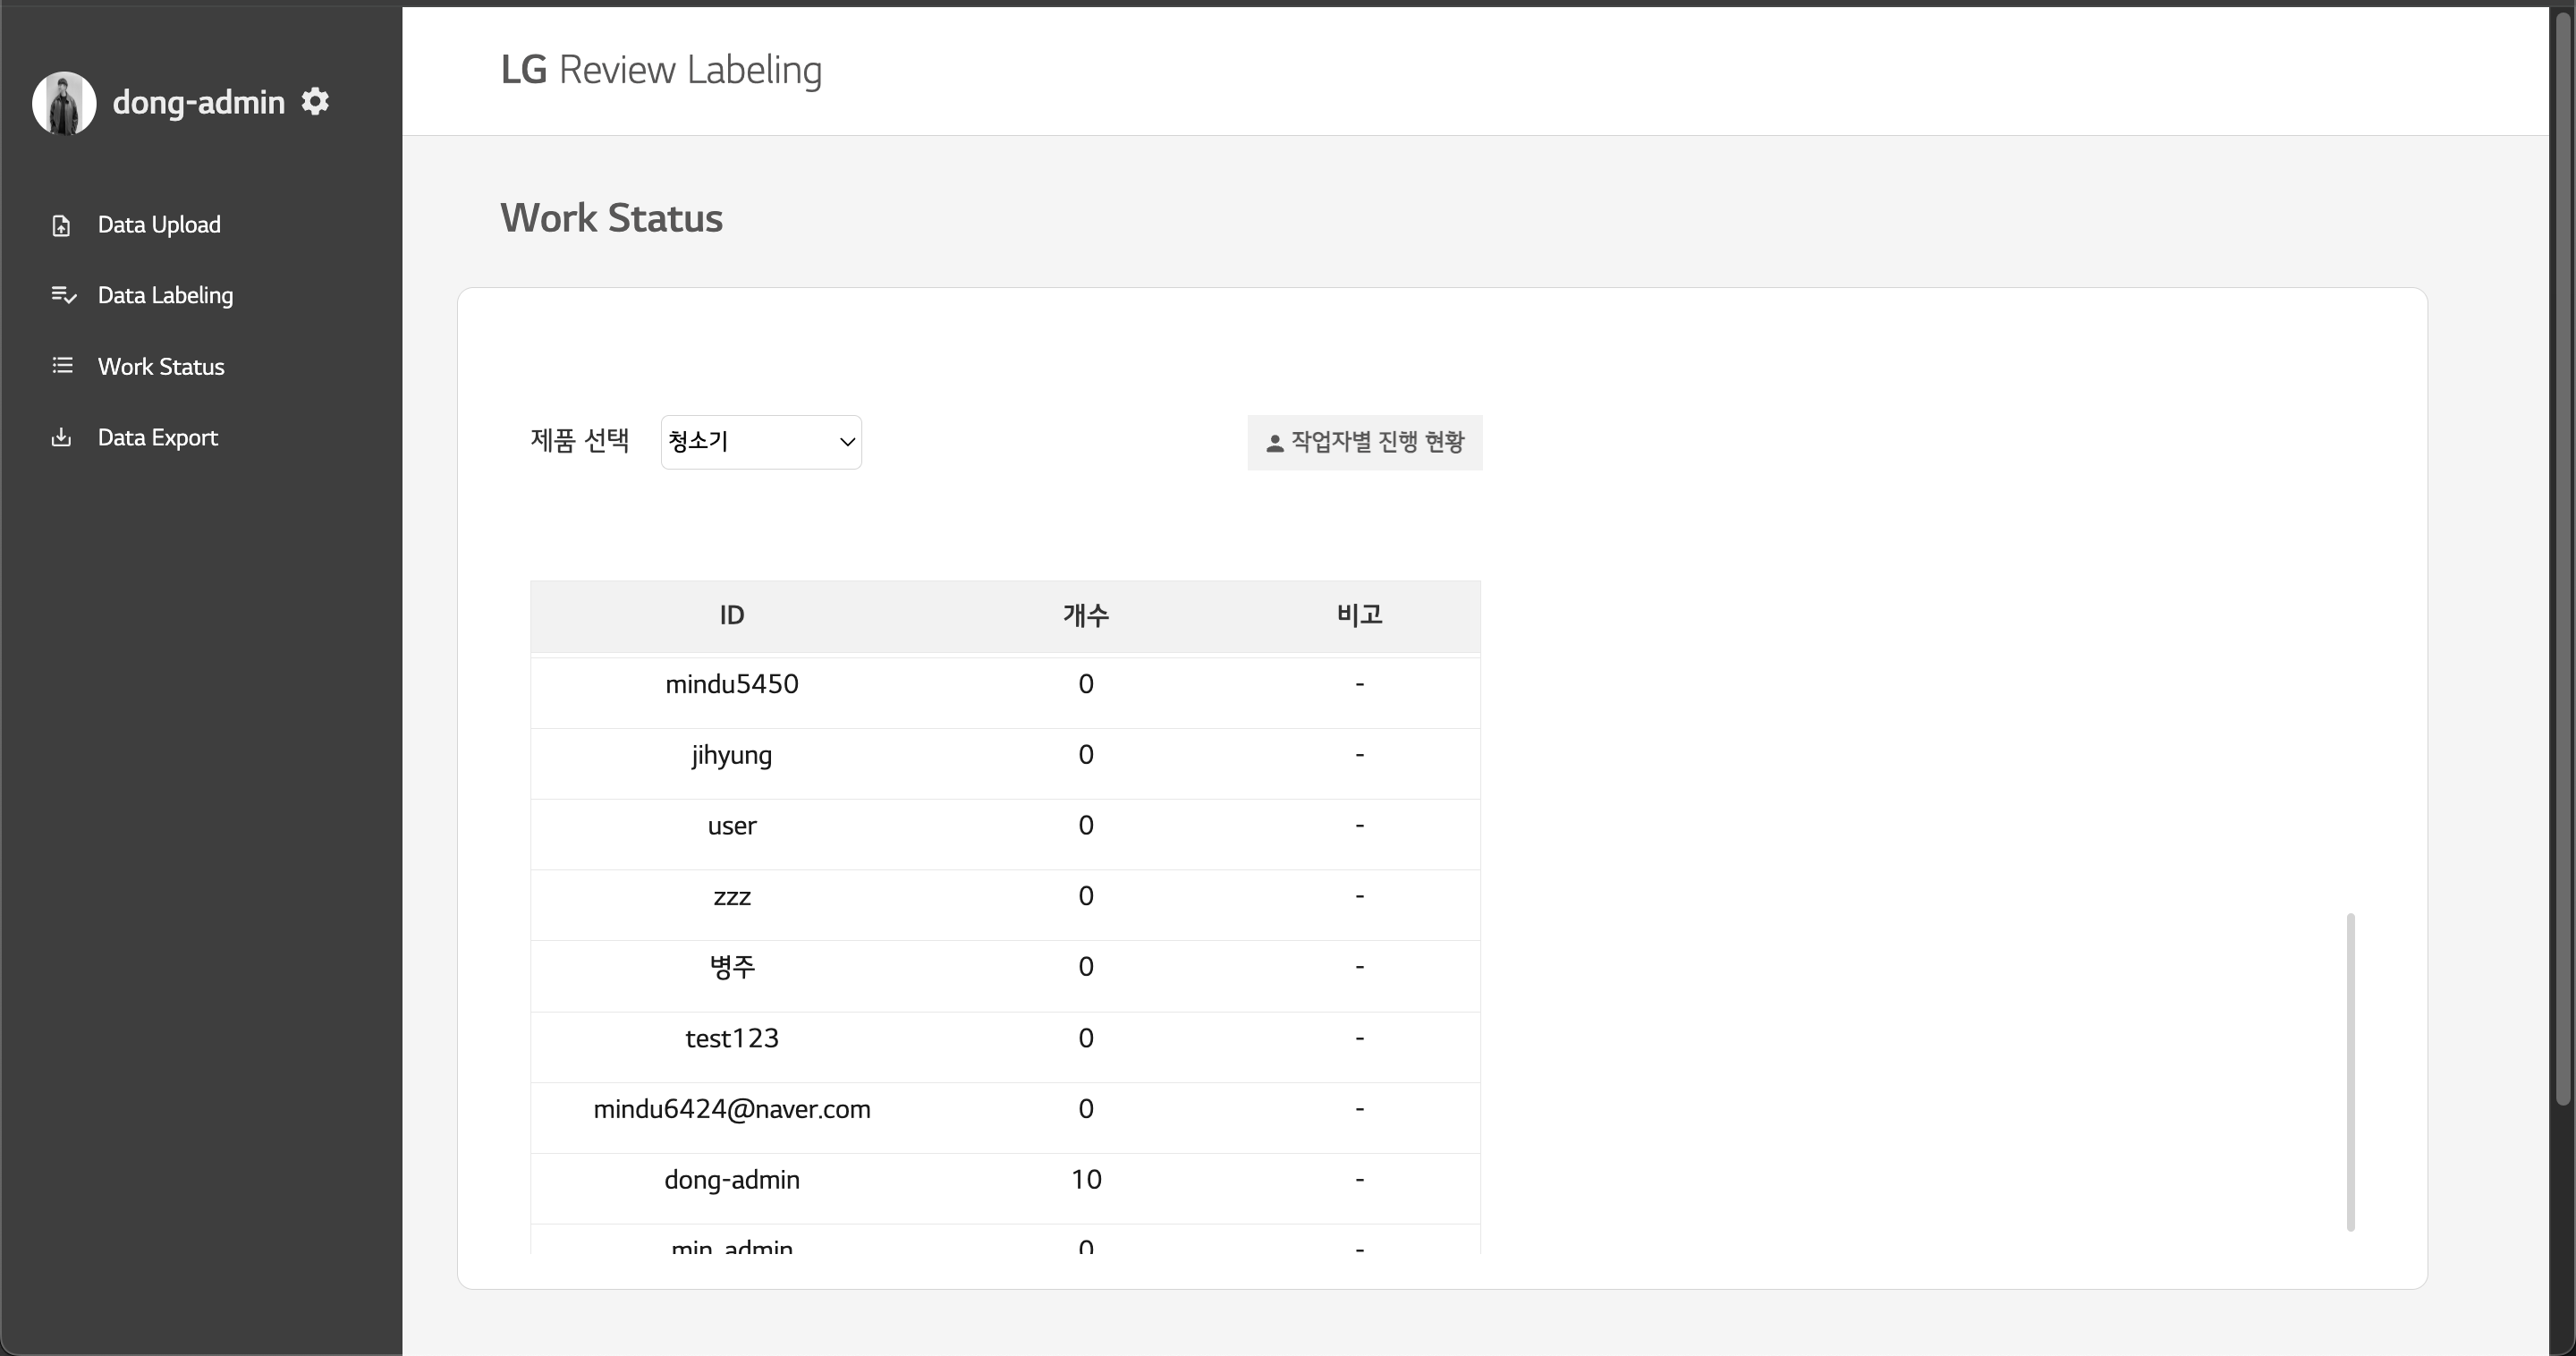 dong-admin
Data Upload
Data Labeling
Work Status
Data Export
LG Review Labeling
Work Status
제품 선택 청소기 작업자별 진행 현황
ID 개수 비고
mindu5450 0 -
jihyung 0 -
user 0 -
zzz 0 -
병주 0 -
test123 0 -
mindu6424@naver.com 0 -
dong-admin 10 -
min_admin 0 -